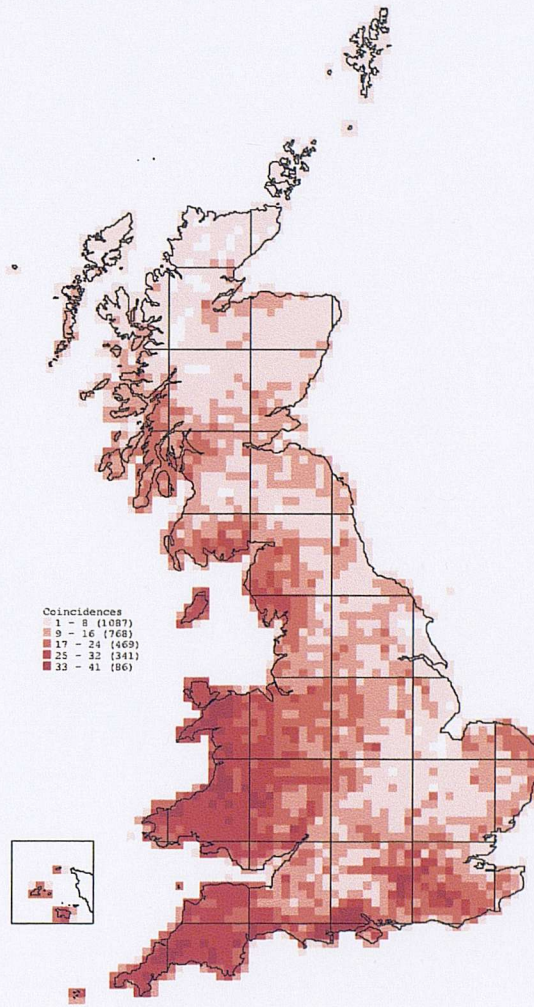 Coincidences
1 - 8 (1087)
9 - 16 (768)
17 - 24 (469)
25 - 32 (341)
33 - 41 (86)